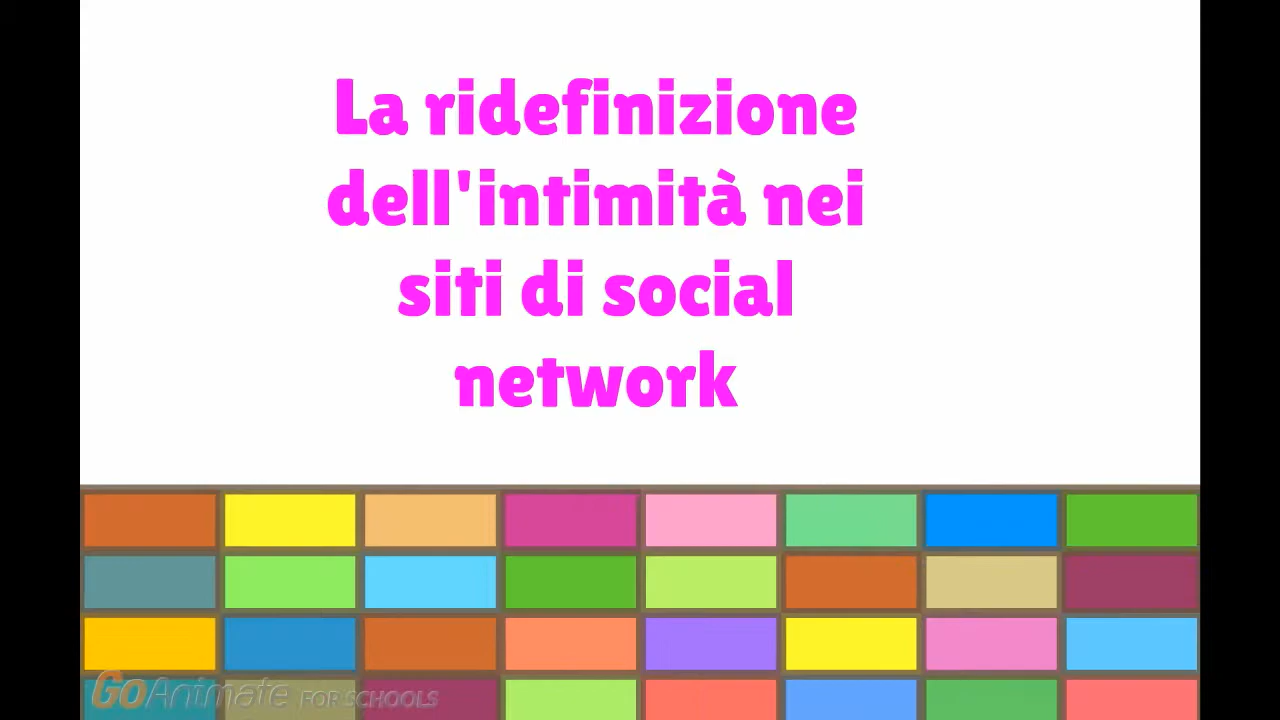 La ridefinizione
dell'intimità nei
siti di social
network
GoAnimate FOR SCHOOLS